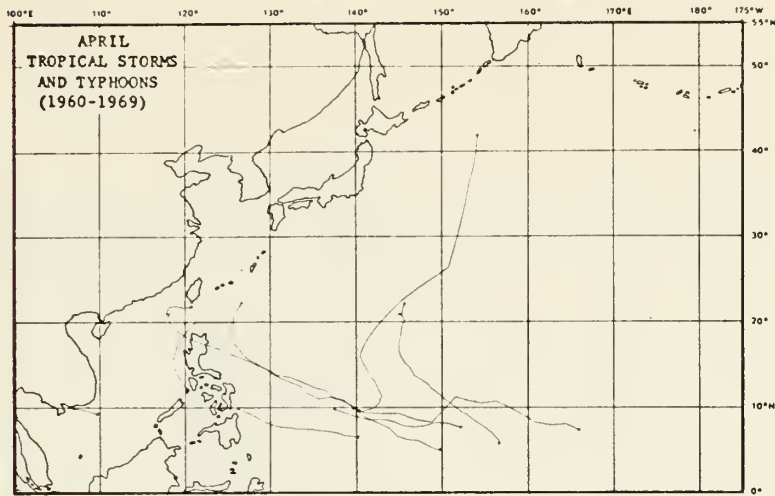 100°E 110° 120° 130° 140° 150° 160° 170° 180° 175°W
APRIL
TROPICAL STORMS
AND TYPHOONS
(1960-1969)
55°N
50°
40°
30°
20°
10°N
0°